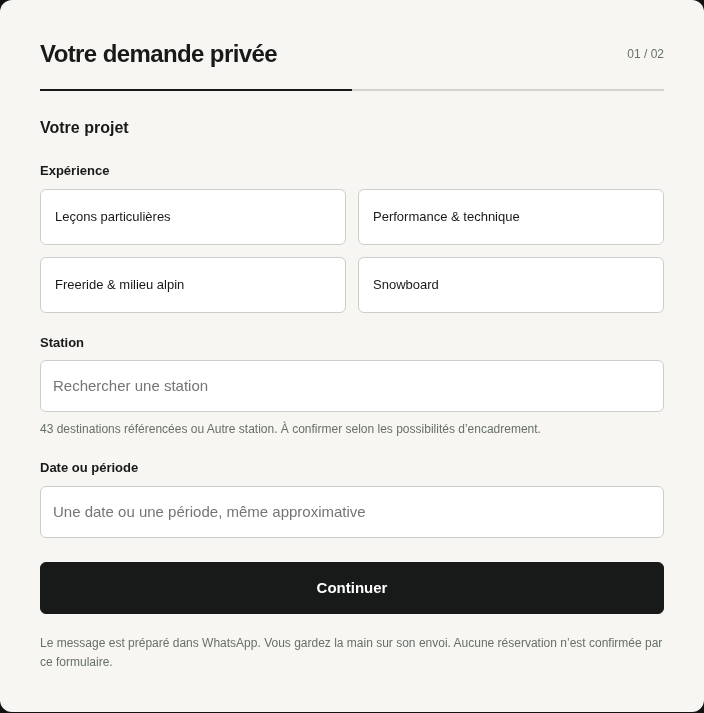 Votre demande privée
01 / 02
Votre projet
Expérience
Leçons particulières
Performance & technique
Freeride & milieu alpin
Snowboard
Station
Rechercher une station
43 destinations référencées ou Autre station. À confirmer selon les possibilités d’encadrement.
Date ou période
Une date ou une période, même approximative
Continuer
Le message est préparé dans WhatsApp. Vous gardez la main sur son envoi. Aucune réservation n’est confirmée par
ce formulaire.